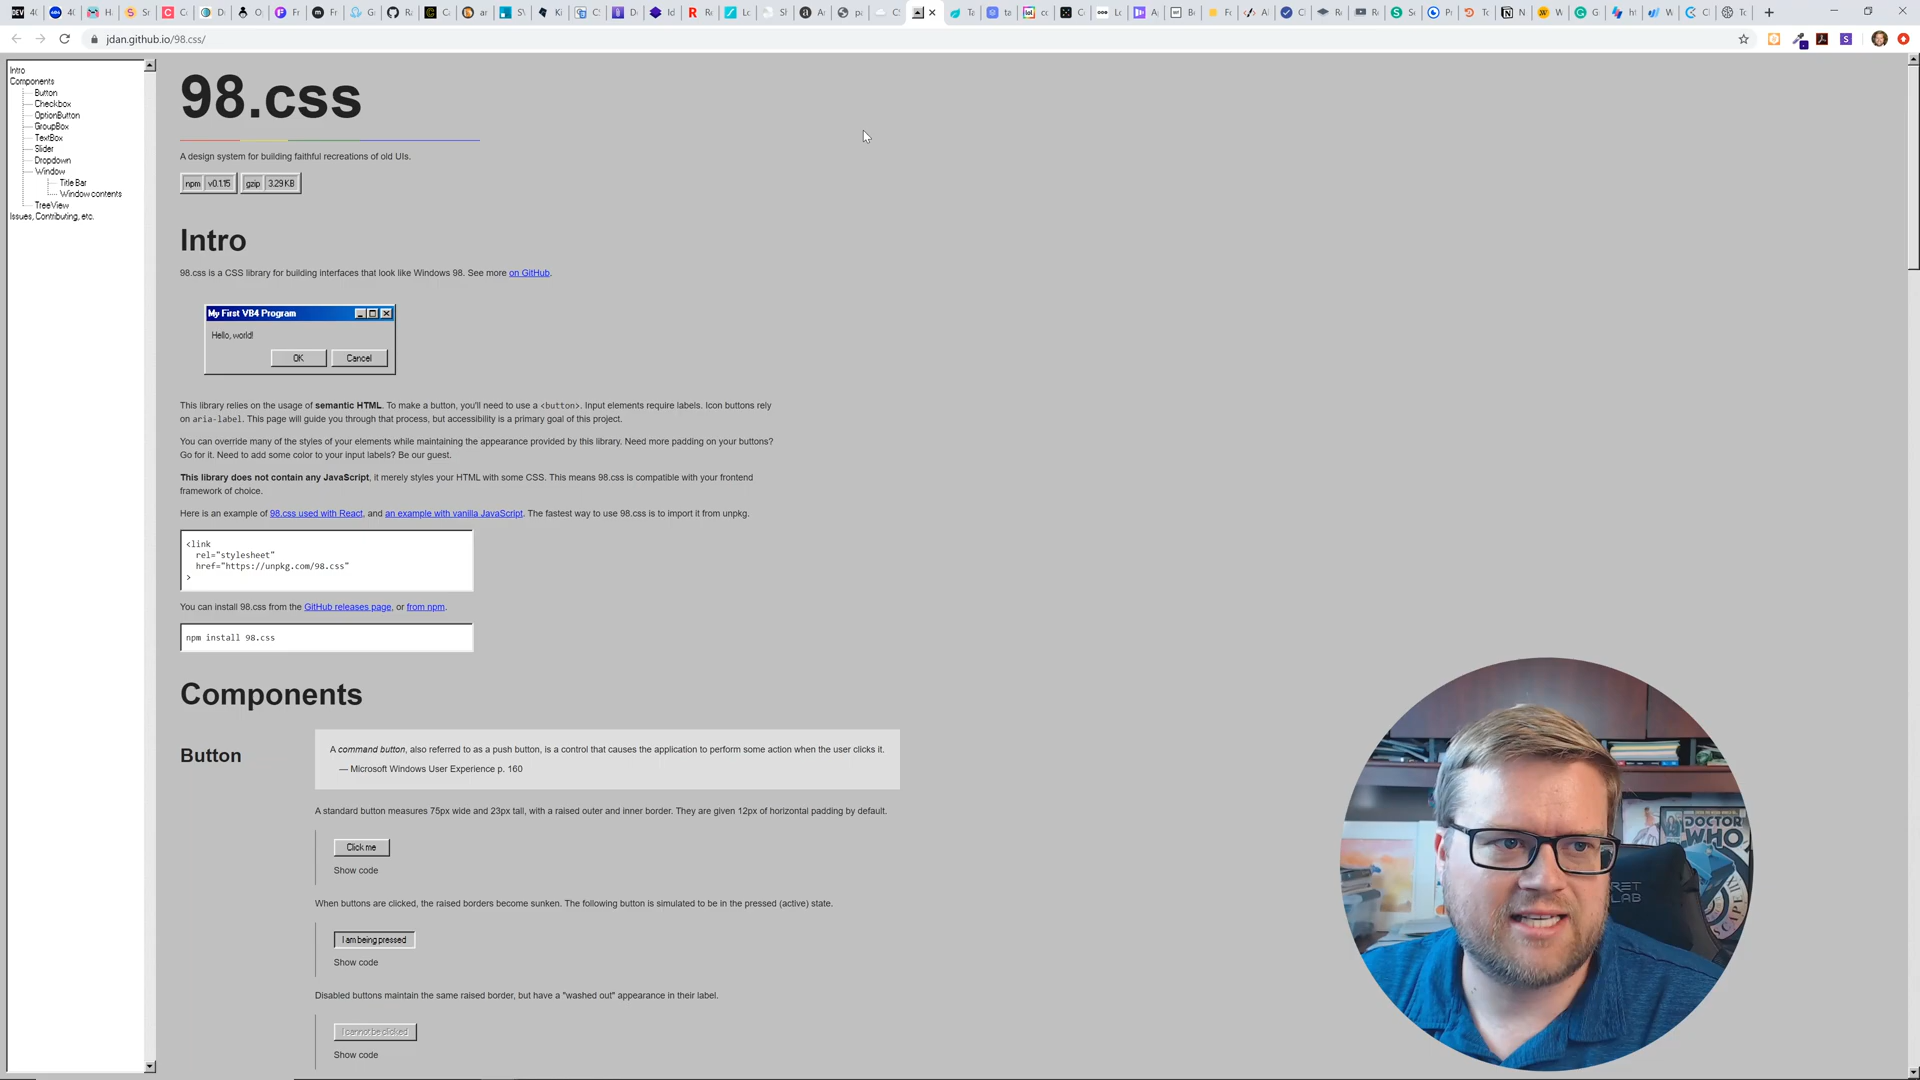 jdan.github.io/98.css/
Intro
Components
Button
Checkbox
OptionButton
GroupBox
TextBox
Slider
Dropdown
Window
Title Bar
Window contents
TreeView
Issues, Contributing, etc.
98.css
A design system for building faithful recreations of old UIs.
npm v0.1.15 gzip 3.29 KB
Intro
98.css is a CSS library for building interfaces that look like Windows 98. See more on GitHub.
My First VB4 Program
Hello, world!
OK Cancel
This library relies on the usage of semantic HTML. To make a button, you'll need to use a <button>. Input elements require labels. Icon buttons rely
on aria-label. This page will guide you through that process, but accessibility is a primary goal of this project.
You can override many of the styles of your elements while maintaining the appearance provided by this library. Need more padding on your buttons?
Go for it. Need to add some color to your input labels? Be our guest.
This library does not contain any JavaScript, it merely styles your HTML with some CSS. This means 98.css is compatible with your frontend
framework of choice.
Here is an example of 98.css used with React, and an example with vanilla JavaScript. The fastest way to use 98.css is to import it from unpkg.
<link
rel="stylesheet"
href="https://unpkg.com/98.css"
>
You can install 98.css from the GitHub releases page, or from npm.
npm install 98.css
Components
Button
A command button, also referred to as a push button, is a control that causes the application to perform some action when the user clicks it.
— Microsoft Windows User Experience p. 160
A standard button measures 75px wide and 23px tall, with a raised outer and inner border. They are given 12px of horizontal padding by default.
Click me
Show code
When buttons are clicked, the raised borders become sunken. The following button is simulated to be in the pressed (active) state.
I am being pressed
Show code
Disabled buttons maintain the same raised border, but have a "washed out" appearance in their label.
I cannot be clicked
Show code
DOCTOR
WHO